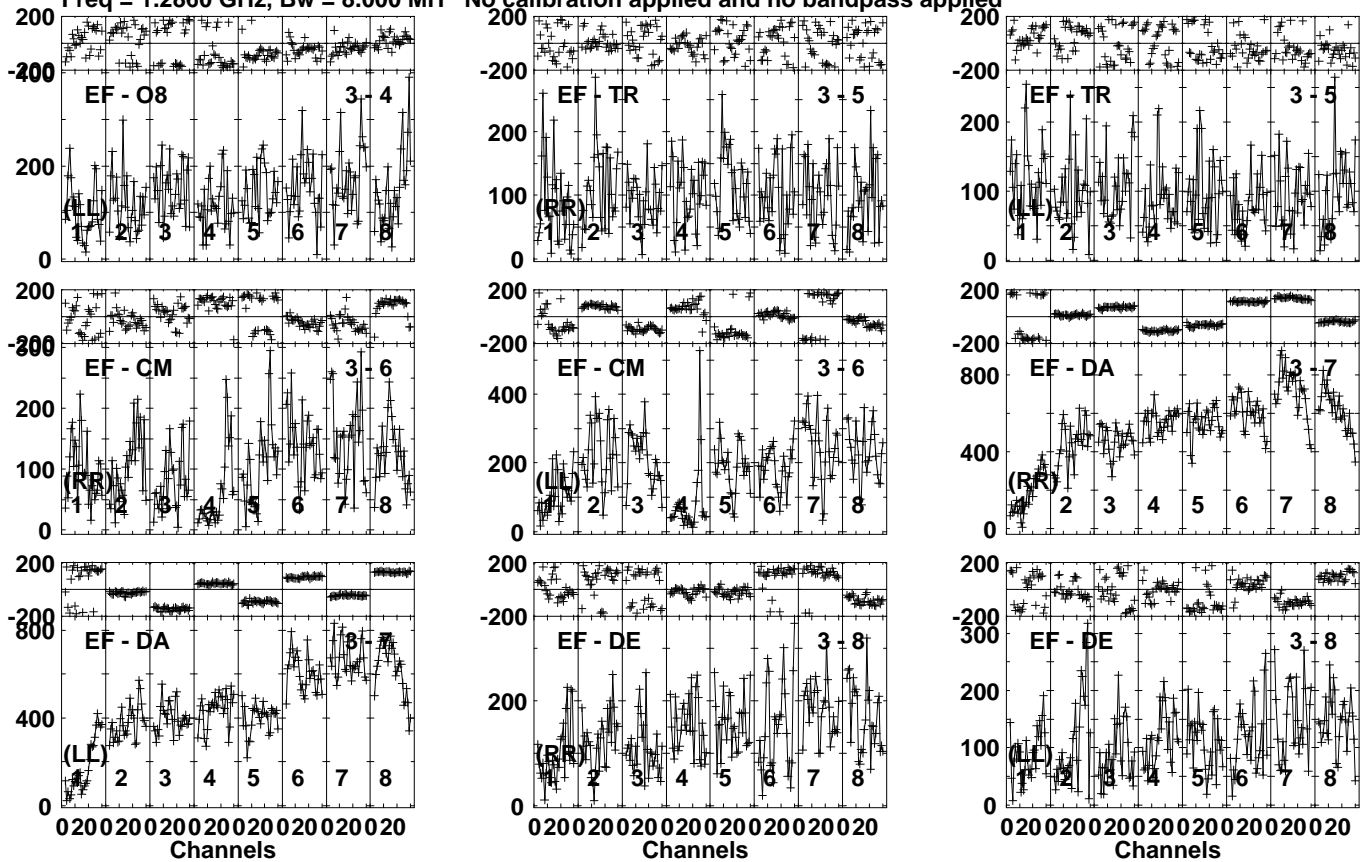 Freq = 1.2860 GHz, Bw = 8.000 MH No calibration applied and no bandpass applied
200 200 200
-200 -200 -200
400
EF - O8 3 - 4 EF - TR 3 - 5 EF - TR 3 - 5
200 200 200
100 100
(LL) (RR) (LL)
1 2 3 4 5 6 7 8 1 2 3 4 5 6 7 8 1 2 3 4 5 6 7 8
0 0 0
200 200 200
-200 -200 -200
300
EF - CM 3 - 6 EF - CM 3 - 6 EF - DA 3 - 7
200 400 800
100 200 400
(RR) (LL) (RR)
1 2 3 4 5 6 7 8 1 2 3 4 5 6 7 8 1 2 3 4 5 6 7 8
0 0 0
200 200 200
-200 -200 -200
800 300
EF - DA 3 - 7 EF - DE 3 - 8 EF - DE 3 - 8
400 200 200
100
(LL) (RR) (LL)
1 2 3 4 5 6 7 8 1 2 3 4 5 6 7 8 1 2 3 4 5 6 7 8
0 0 0
0 20 0 20 0 20 0 20 0 20 0 20 0 20 0 20 0 20 0 20 0 20 0 20 0 20 0 20 0 20 0 20 0 20 0 20 0 20 0 20 0 20 0 20 0 20 0 20
Channels Channels Channels